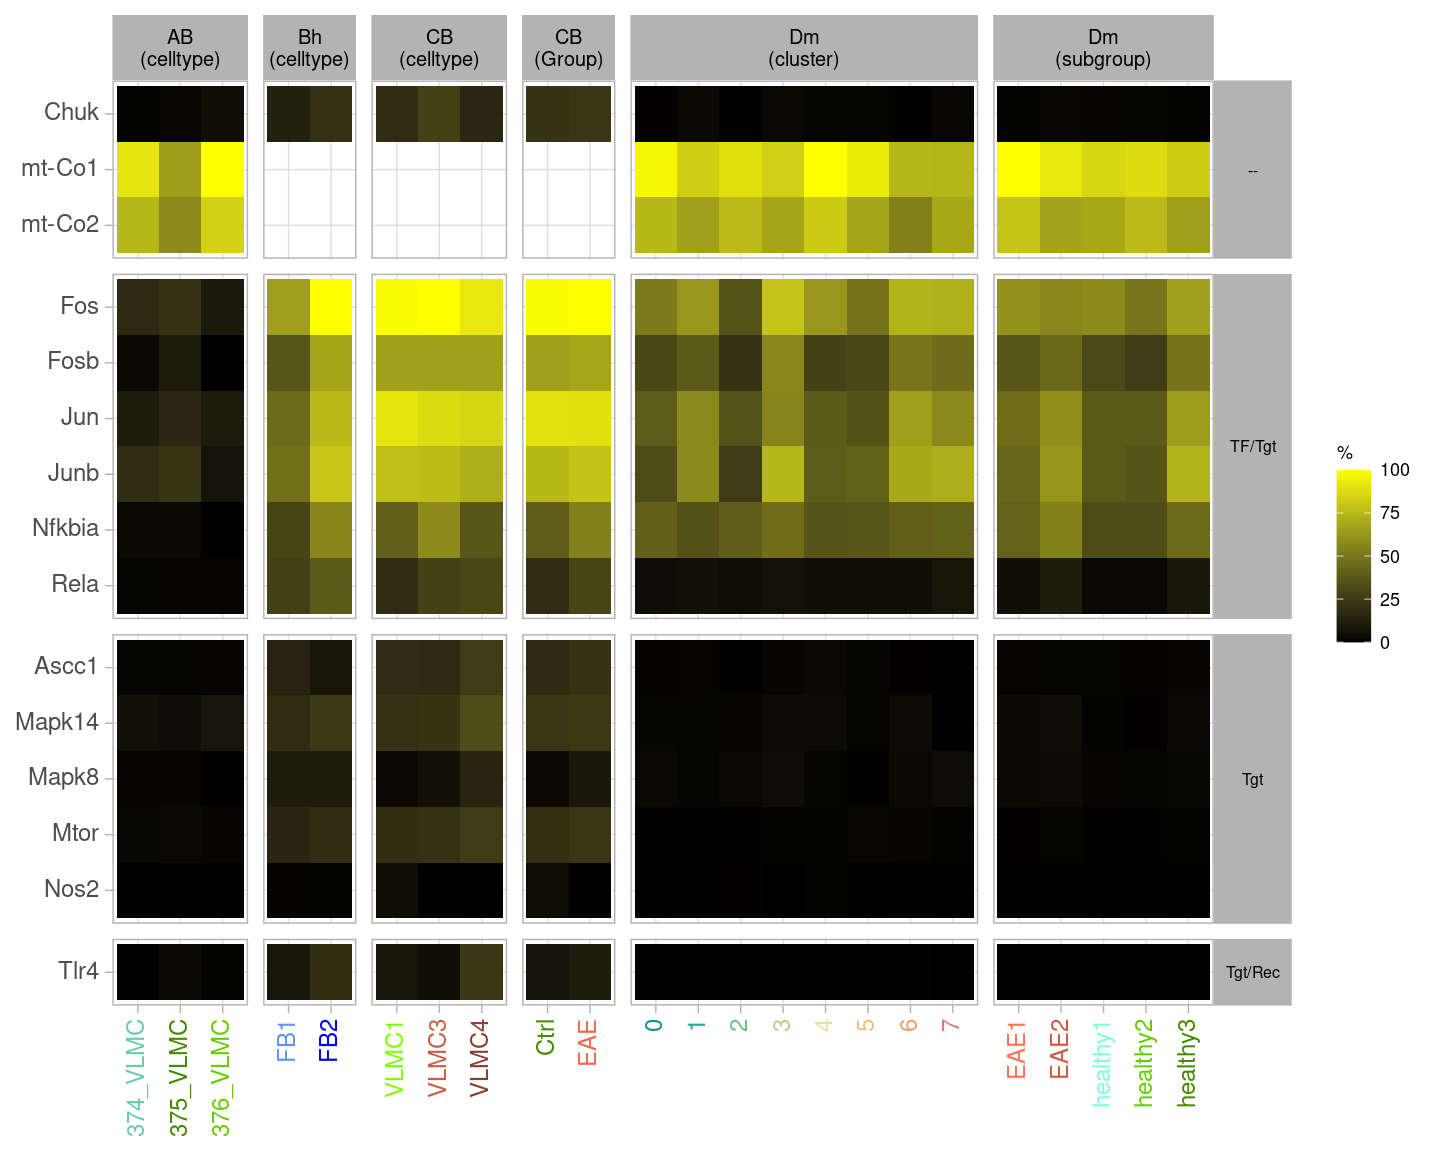 AB
(celltype)
Bh
(celltype)
CB
(celltype)
CB
(Group)
Dm
(cluster)
Dm
(subgroup)
Chuk
mt-Co1
mt-Co2
--
Fos
Fosb
Jun
Junb
Nfkbia
Rela
TF/Tgt
Ascc1
Mapk14
Mapk8
Mtor
Nos2
Tgt
Tlr4
Tgt/Rec
374_VLMC
375_VLMC
376_VLMC
FB1
FB2
VLMC1
VLMC3
VLMC4
Ctrl
EAE
0
1
2
3
4
5
6
7
EAE1
EAE2
healthy1
healthy2
healthy3
%
100
75
50
25
0